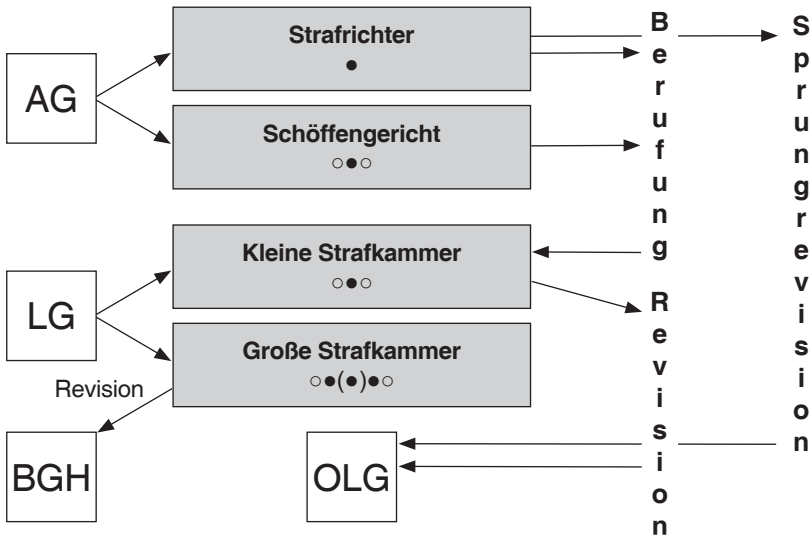 AG
Strafrichter
●
Schöffengericht
○●○
Berufung
Sprungrevision
LG
Kleine Strafkammer
○●○
Große Strafkammer
○●(●)●○
Revision
Revision
BGH
OLG